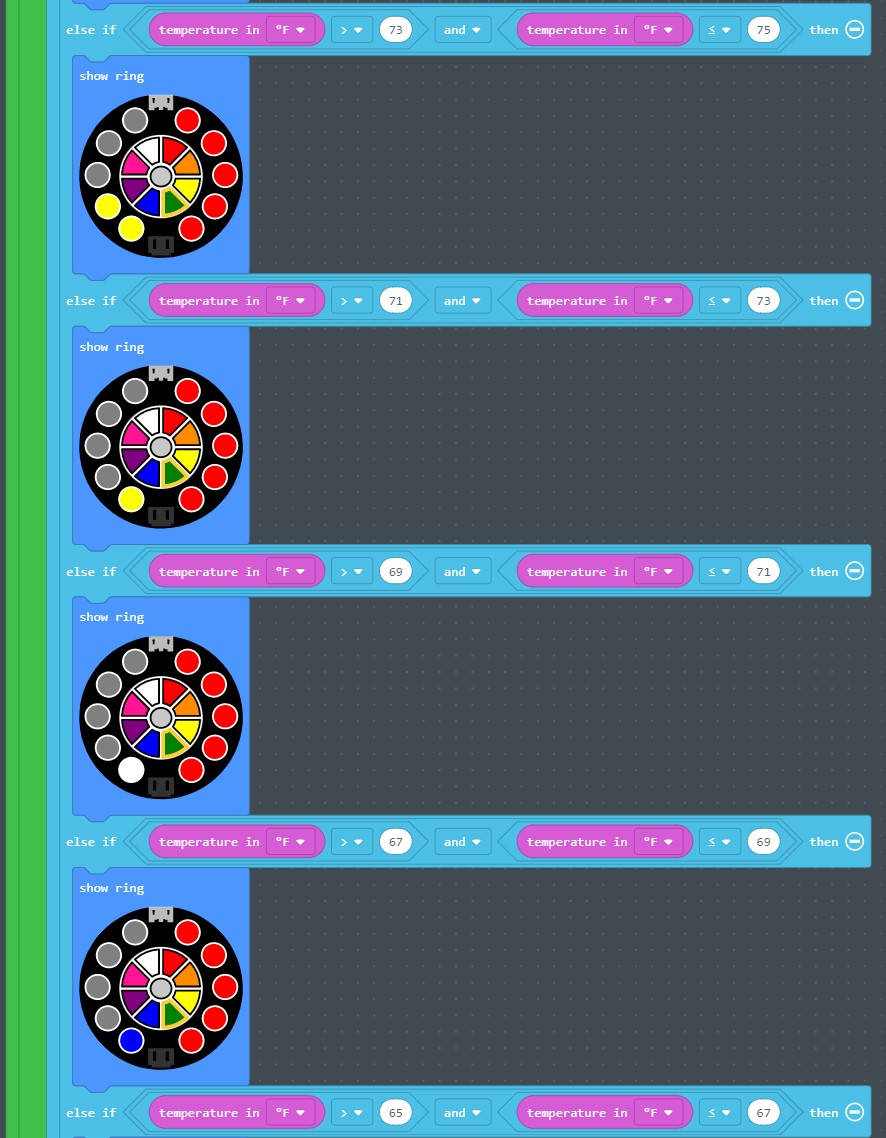 else if temperature in °F > 73 and temperature in °F ≤ 75 then
show ring
else if temperature in °F > 71 and temperature in °F ≤ 73 then
show ring
else if temperature in °F > 69 and temperature in °F ≤ 71 then
show ring
else if temperature in °F > 67 and temperature in °F ≤ 69 then
show ring
else if temperature in °F > 65 and temperature in °F ≤ 67 then